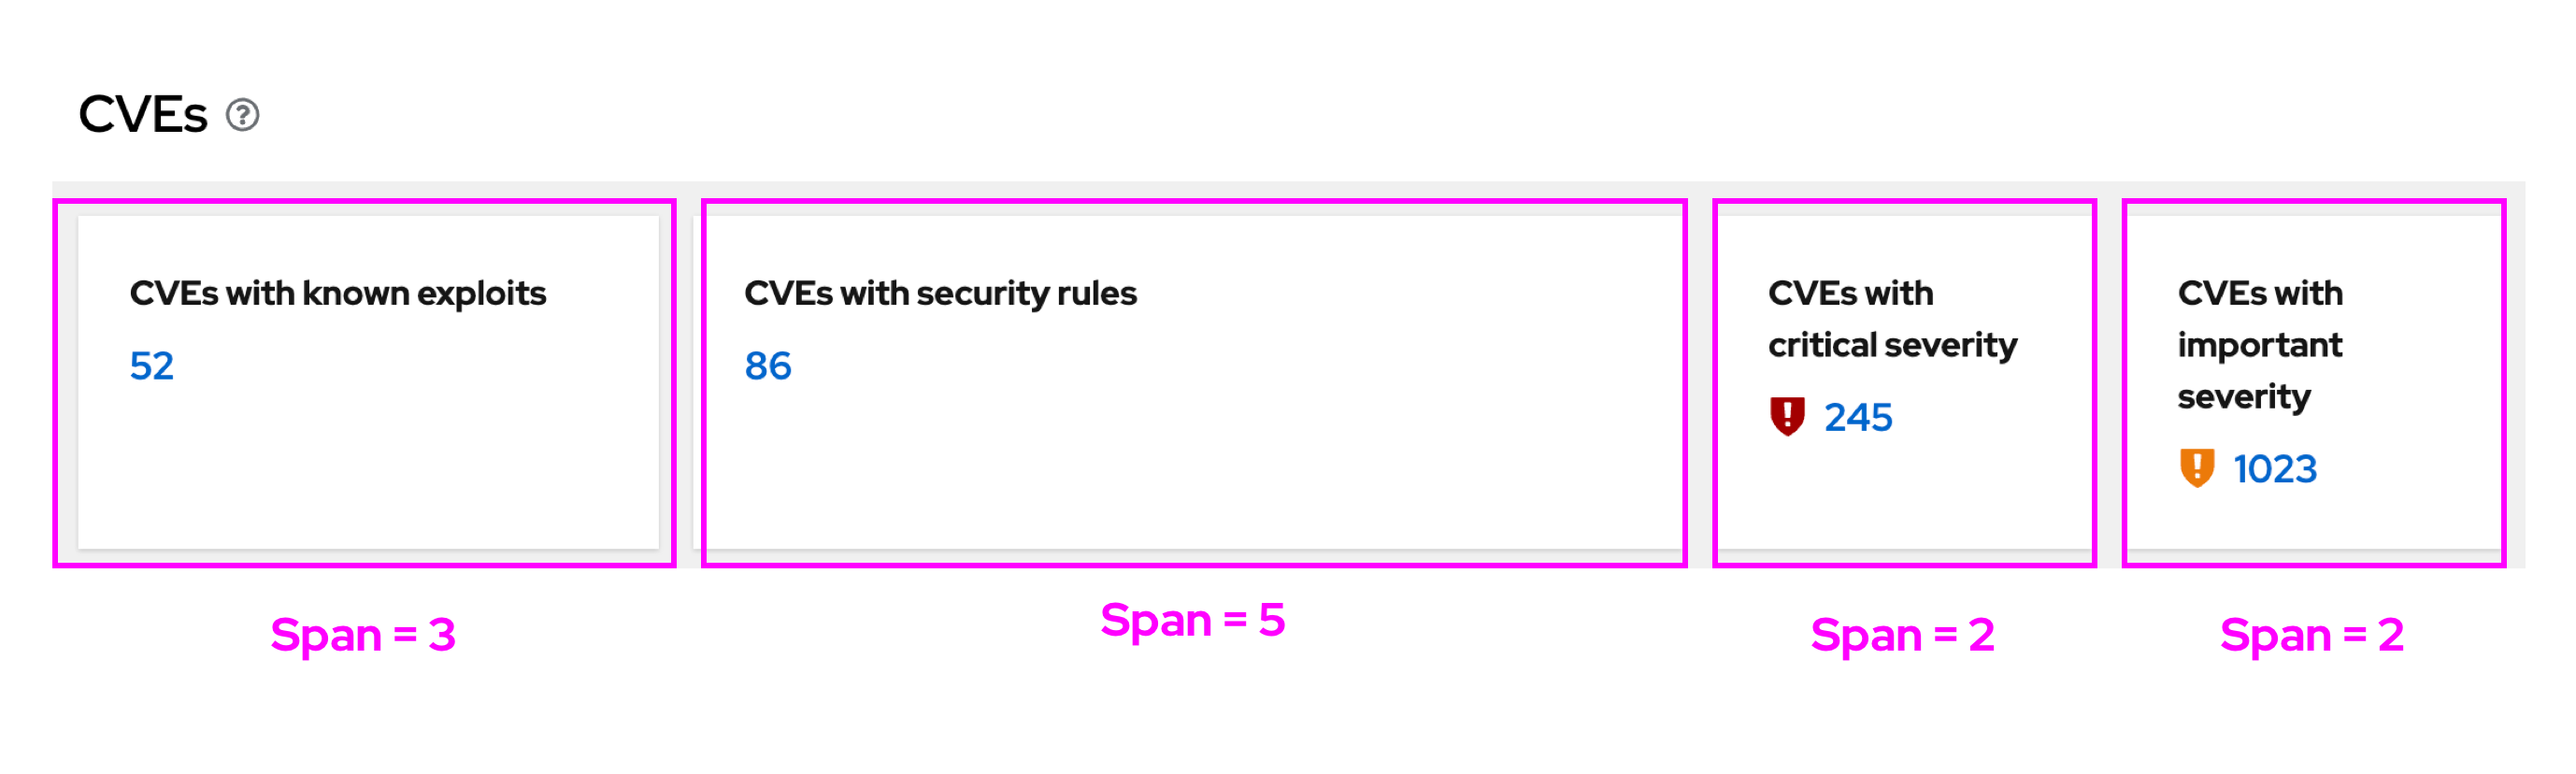 CVEs ?
CVEs with known exploits
52
CVEs with security rules
86
CVEs with
critical severity
! 245
CVEs with
important
severity
! 1023
Span = 3
Span = 5
Span = 2
Span = 2